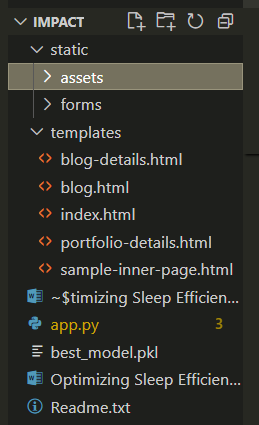 IMPACT
static
assets
forms
templates
<> blog-details.html
<> blog.html
<> index.html
<> portfolio-details.html
<> sample-inner-page.html
~$timizing Sleep Efficien...
app.py 3
best_model.pkl
Optimizing Sleep Efficien...
Readme.txt